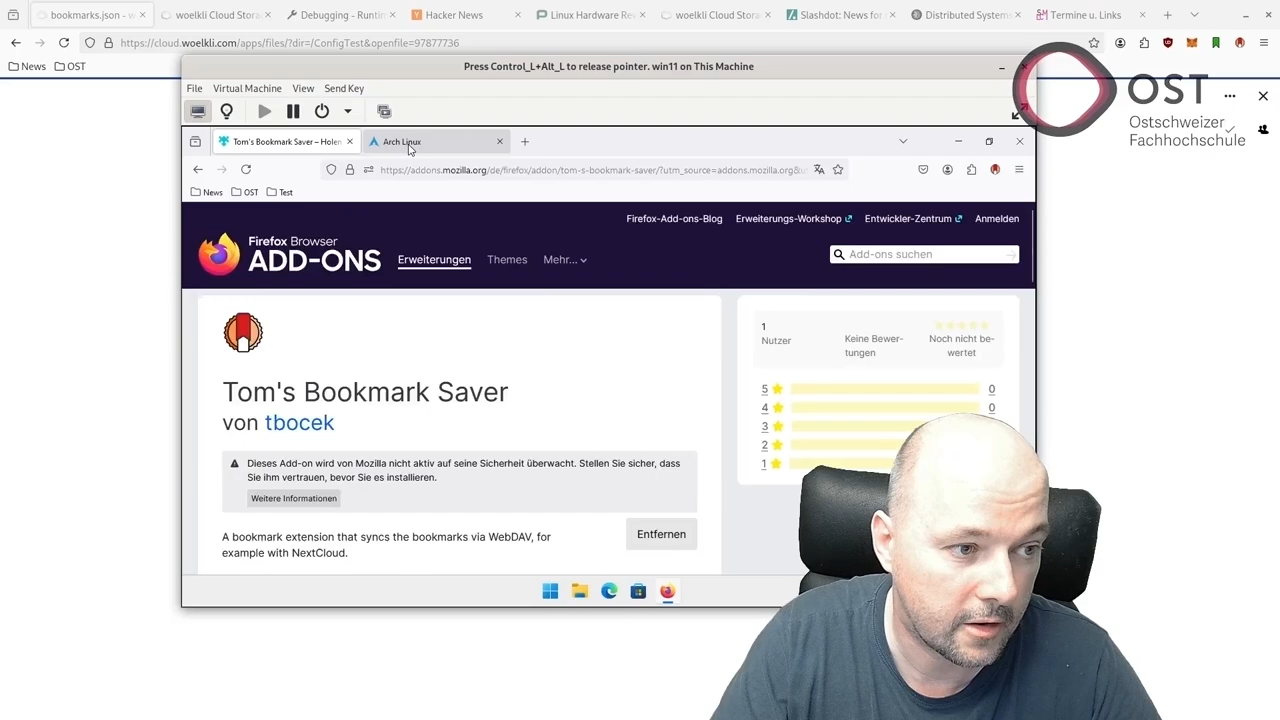 bookmarks.json - w
woelkli Cloud Stora
Debugging - Runtin
Hacker News
Linux Hardware Rev
woelkli Cloud Stora
Slashdot: News for
Distributed Systems
Termine u. Links
https://cloud.woelkli.com/apps/files/?dir=/ConfigTest&openfile=97877736
News
OST
Press Control_L+Alt_L to release pointer. win11 on This Machine
File
Virtual Machine
View
Send Key
OST
Ostschweizer
Fachhochschule
Tom's Bookmark Saver – Holen
Arch Linux
https://addons.mozilla.org/de/firefox/addon/tom-s-bookmark-saver/?utm_source=addons.mozilla.org&
News
OST
Test
Firefox-Add-ons-Blog
Erweiterungs-Workshop
Entwickler-Zentrum
Anmelden
Firefox Browser
ADD-ONS
Erweiterungen
Themes
Mehr...
Add-ons suchen
1
Nutzer
Keine Bewer-
tungen
Noch nicht be-
wertet
5
0
4
0
3
2
1
Tom's Bookmark Saver
von tbocek
Dieses Add-on wird von Mozilla nicht aktiv auf seine Sicherheit überwacht. Stellen Sie sicher, dass
Sie ihm vertrauen, bevor Sie es installieren.
Weitere Informationen
A bookmark extension that syncs the bookmarks via WebDAV, for
example with NextCloud.
Entfernen